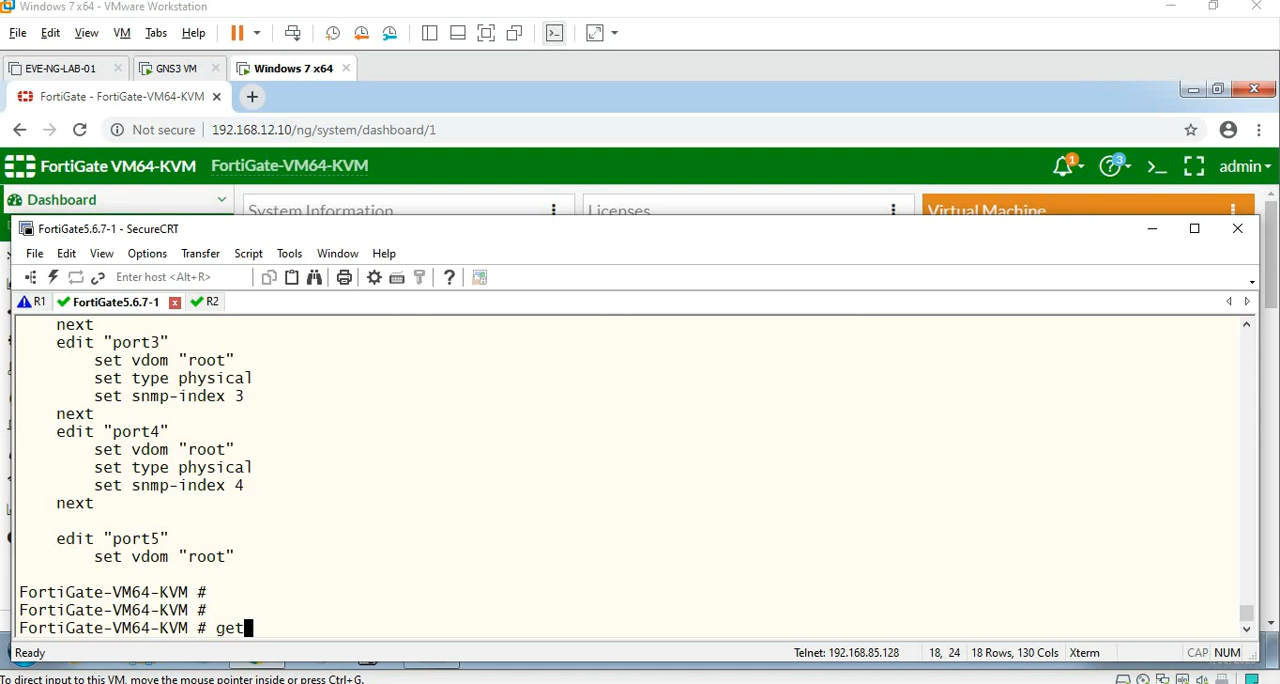 Windows 7 x64 - VMware Workstation
File Edit View VM Tabs Help
EVE-NG-LAB-01 GNS3 VM Windows 7 x64
FortiGate - FortiGate-VM64-KVM
Not secure 192.168.12.10/ng/system/dashboard/1
FortiGate VM64-KVM FortiGate-VM64-KVM 1 3 admin
Dashboard System Information Licenses Virtual Machine
FortiGate5.6.7-1 - SecureCRT
File Edit View Options Transfer Script Tools Window Help
Enter host <Alt+R>
R1 FortiGate5.6.7-1 R2
next
edit "port3"
set vdom "root"
set type physical
set snmp-index 3
next
edit "port4"
set vdom "root"
set type physical
set snmp-index 4
next
edit "port5"
set vdom "root"
FortiGate-VM64-KVM #
FortiGate-VM64-KVM #
FortiGate-VM64-KVM # get
Ready Telnet: 192.168.85.128 18, 24 18 Rows, 130 Cols Xterm CAP NUM
To direct input to this VM, move the mouse pointer inside or press Ctrl+G.